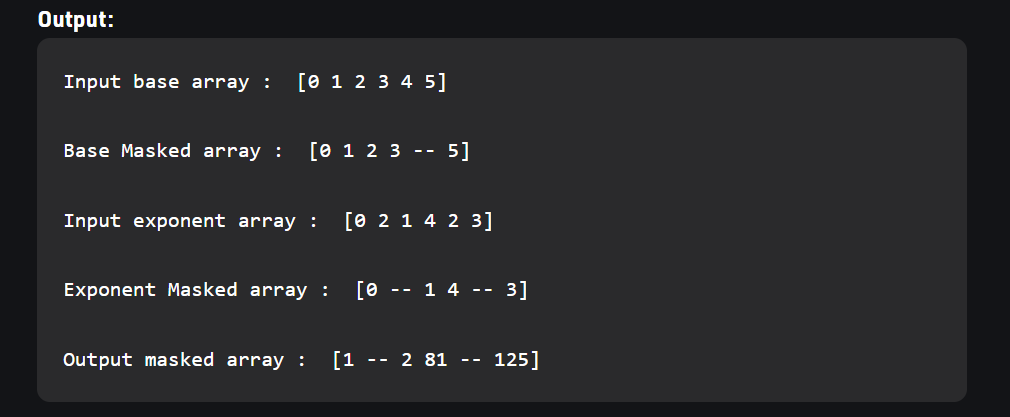 Output:
Input base array :  [0 1 2 3 4 5]
Base Masked array :  [0 1 2 3 -- 5]
Input exponent array :  [0 2 1 4 2 3]
Exponent Masked array :  [0 -- 1 4 -- 3]
Output masked array :  [1 -- 2 81 -- 125]